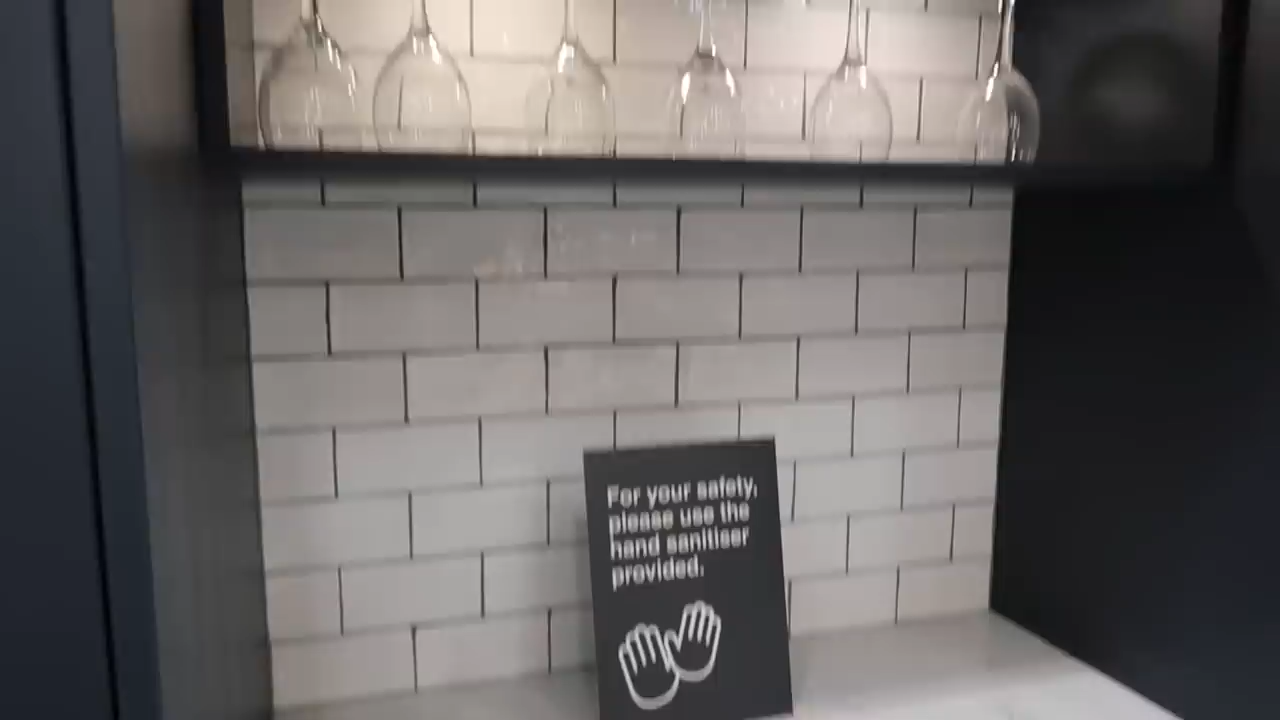 For your safety,
please use the
hand sanitiser
provided.